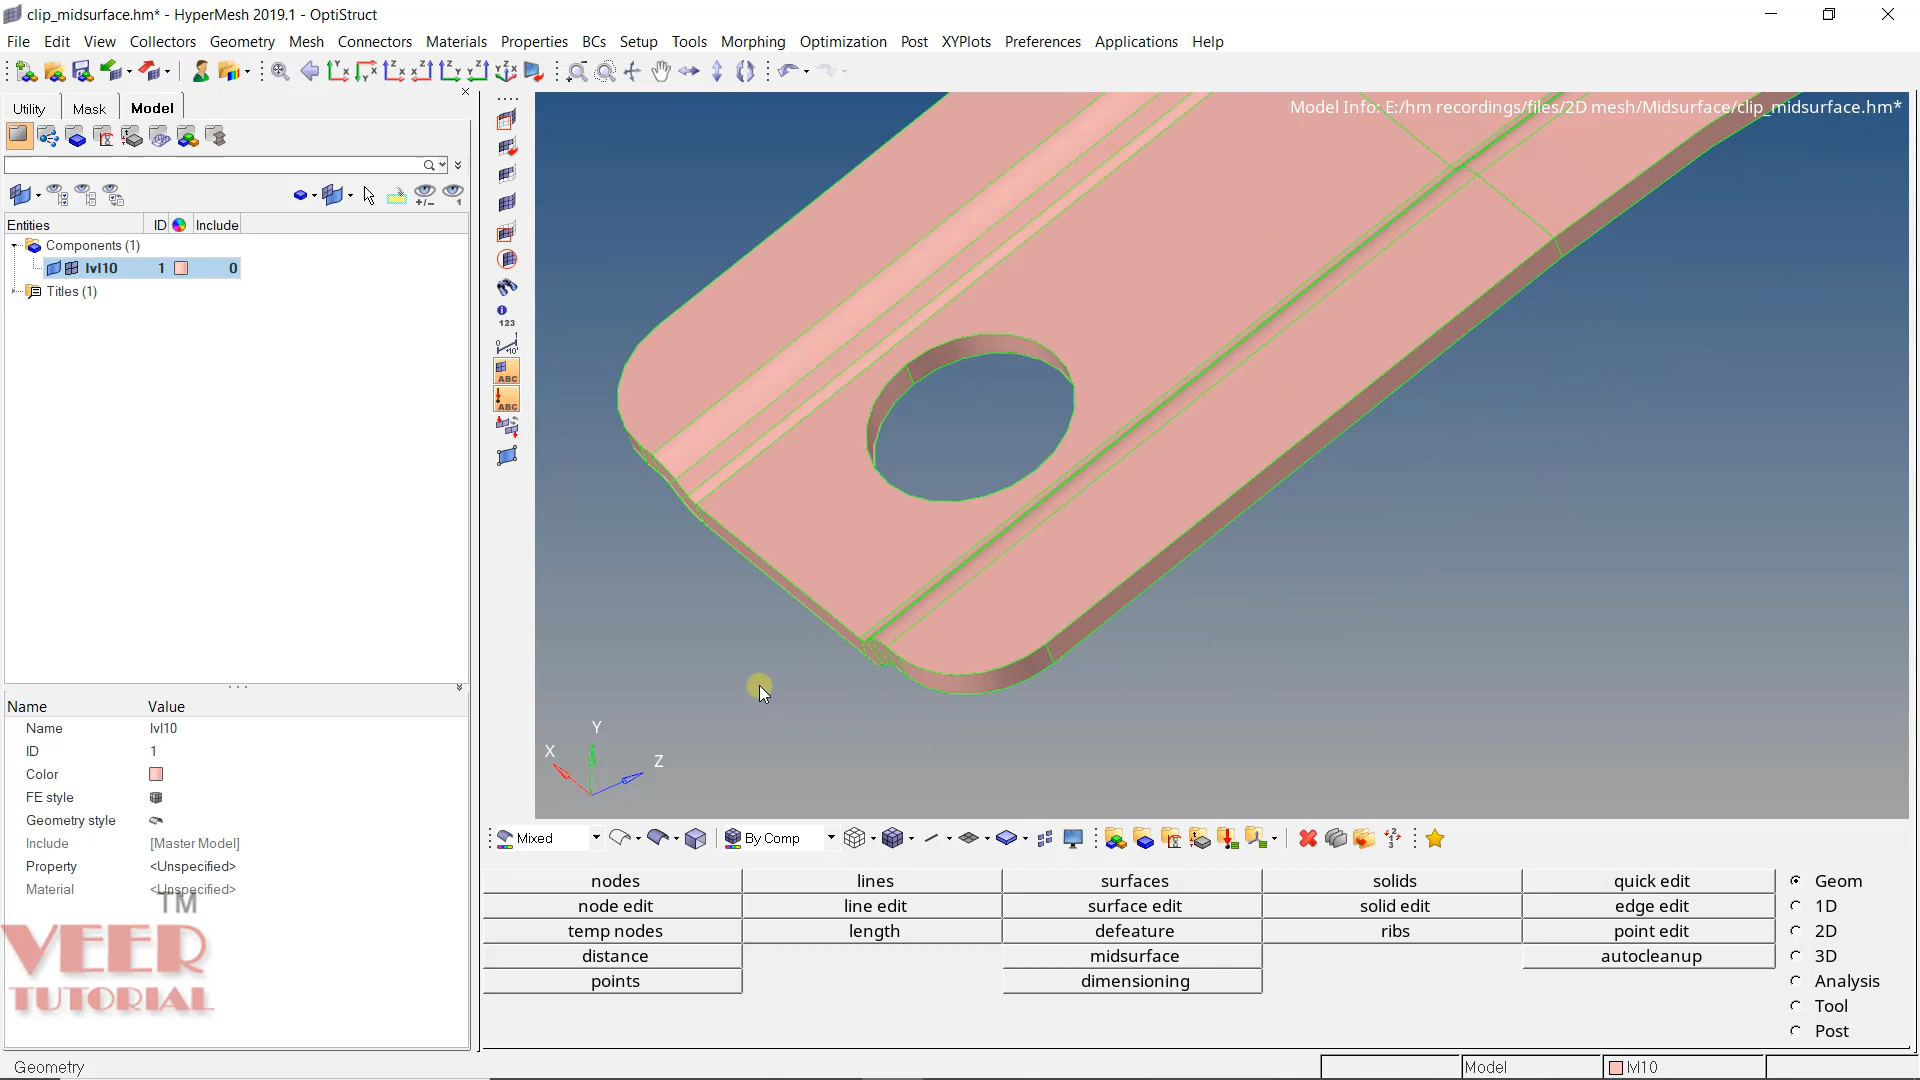 clip_midsurface.hm* - HyperMesh 2019.1 - OptiStruct
File Edit View Collectors Geometry Mesh Connectors Materials Properties BCs Setup Tools Morphing Optimization Post XYPlots Preferences Applications Help
Utility Mask Model
Model Info: E:/hm recordings/files/2D mesh/Midsurface/clip_midsurface.hm*
Entities ID Include
Components (1)
lvl10 1 0
Titles (1)
123
ABC
ABC
Name Value
Name lvl10
ID 1
Color
FE style
Geometry style
Include [Master Model]
Property <Unspecified>
Material <Unspecified>
TM
VEER
TUTORIAL
X Y Z
Mixed By Comp
nodes lines surfaces solids quick edit Geom
node edit line edit surface edit solid edit edge edit 1D
temp nodes length defeature ribs point edit 2D
distance midsurface autocleanup 3D
points dimensioning Analysis
Tool
Post
Geometry Model lvl10